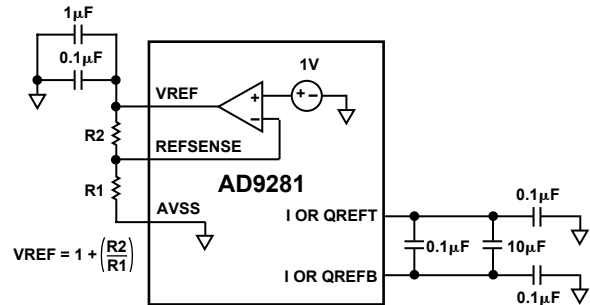 1µF
0.1µF
1V
VREF
+
−
+ −
R2
REFSENSE
R1
AD9281
AVSS
VREF = 1 + (R2/R1)
I OR QREFT
0.1µF
0.1µF
10µF
I OR QREFB
0.1µF